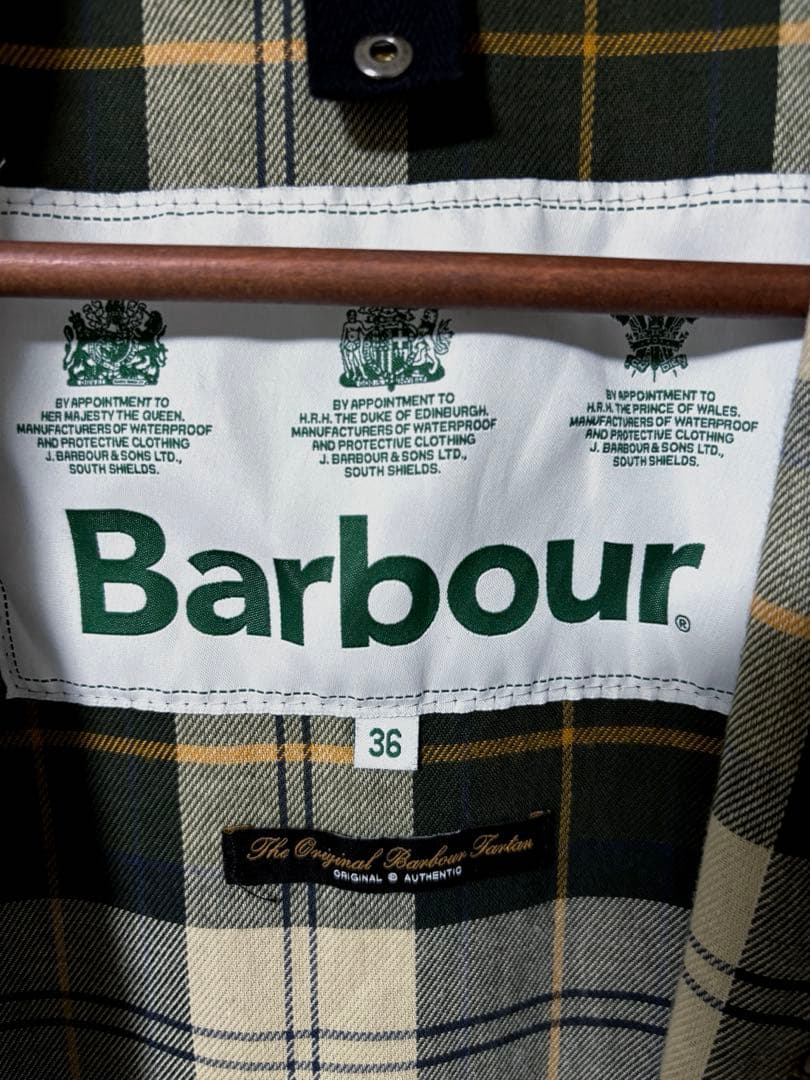 BY APPOINTMENT TO
HER MAJESTY THE QUEEN.
MANUFACTURERS OF WATERPROOF
AND PROTECTIVE CLOTHING
J. BARBOUR & SONS LTD.,
SOUTH SHIELDS.
BY APPOINTMENT TO
H.R.H. THE DUKE OF EDINBURGH.
MANUFACTURERS OF WATERPROOF
AND PROTECTIVE CLOTHING
J. BARBOUR & SONS LTD.,
SOUTH SHIELDS.
BY APPOINTMENT TO
H.R.H. THE PRINCE OF WALES.
MANUFACTURERS OF WATERPROOF
AND PROTECTIVE CLOTHING
J. BARBOUR & SONS LTD.,
SOUTH SHIELDS.
Barbour®
36
The Original Barbour Tartan
ORIGINAL © AUTHENTIC